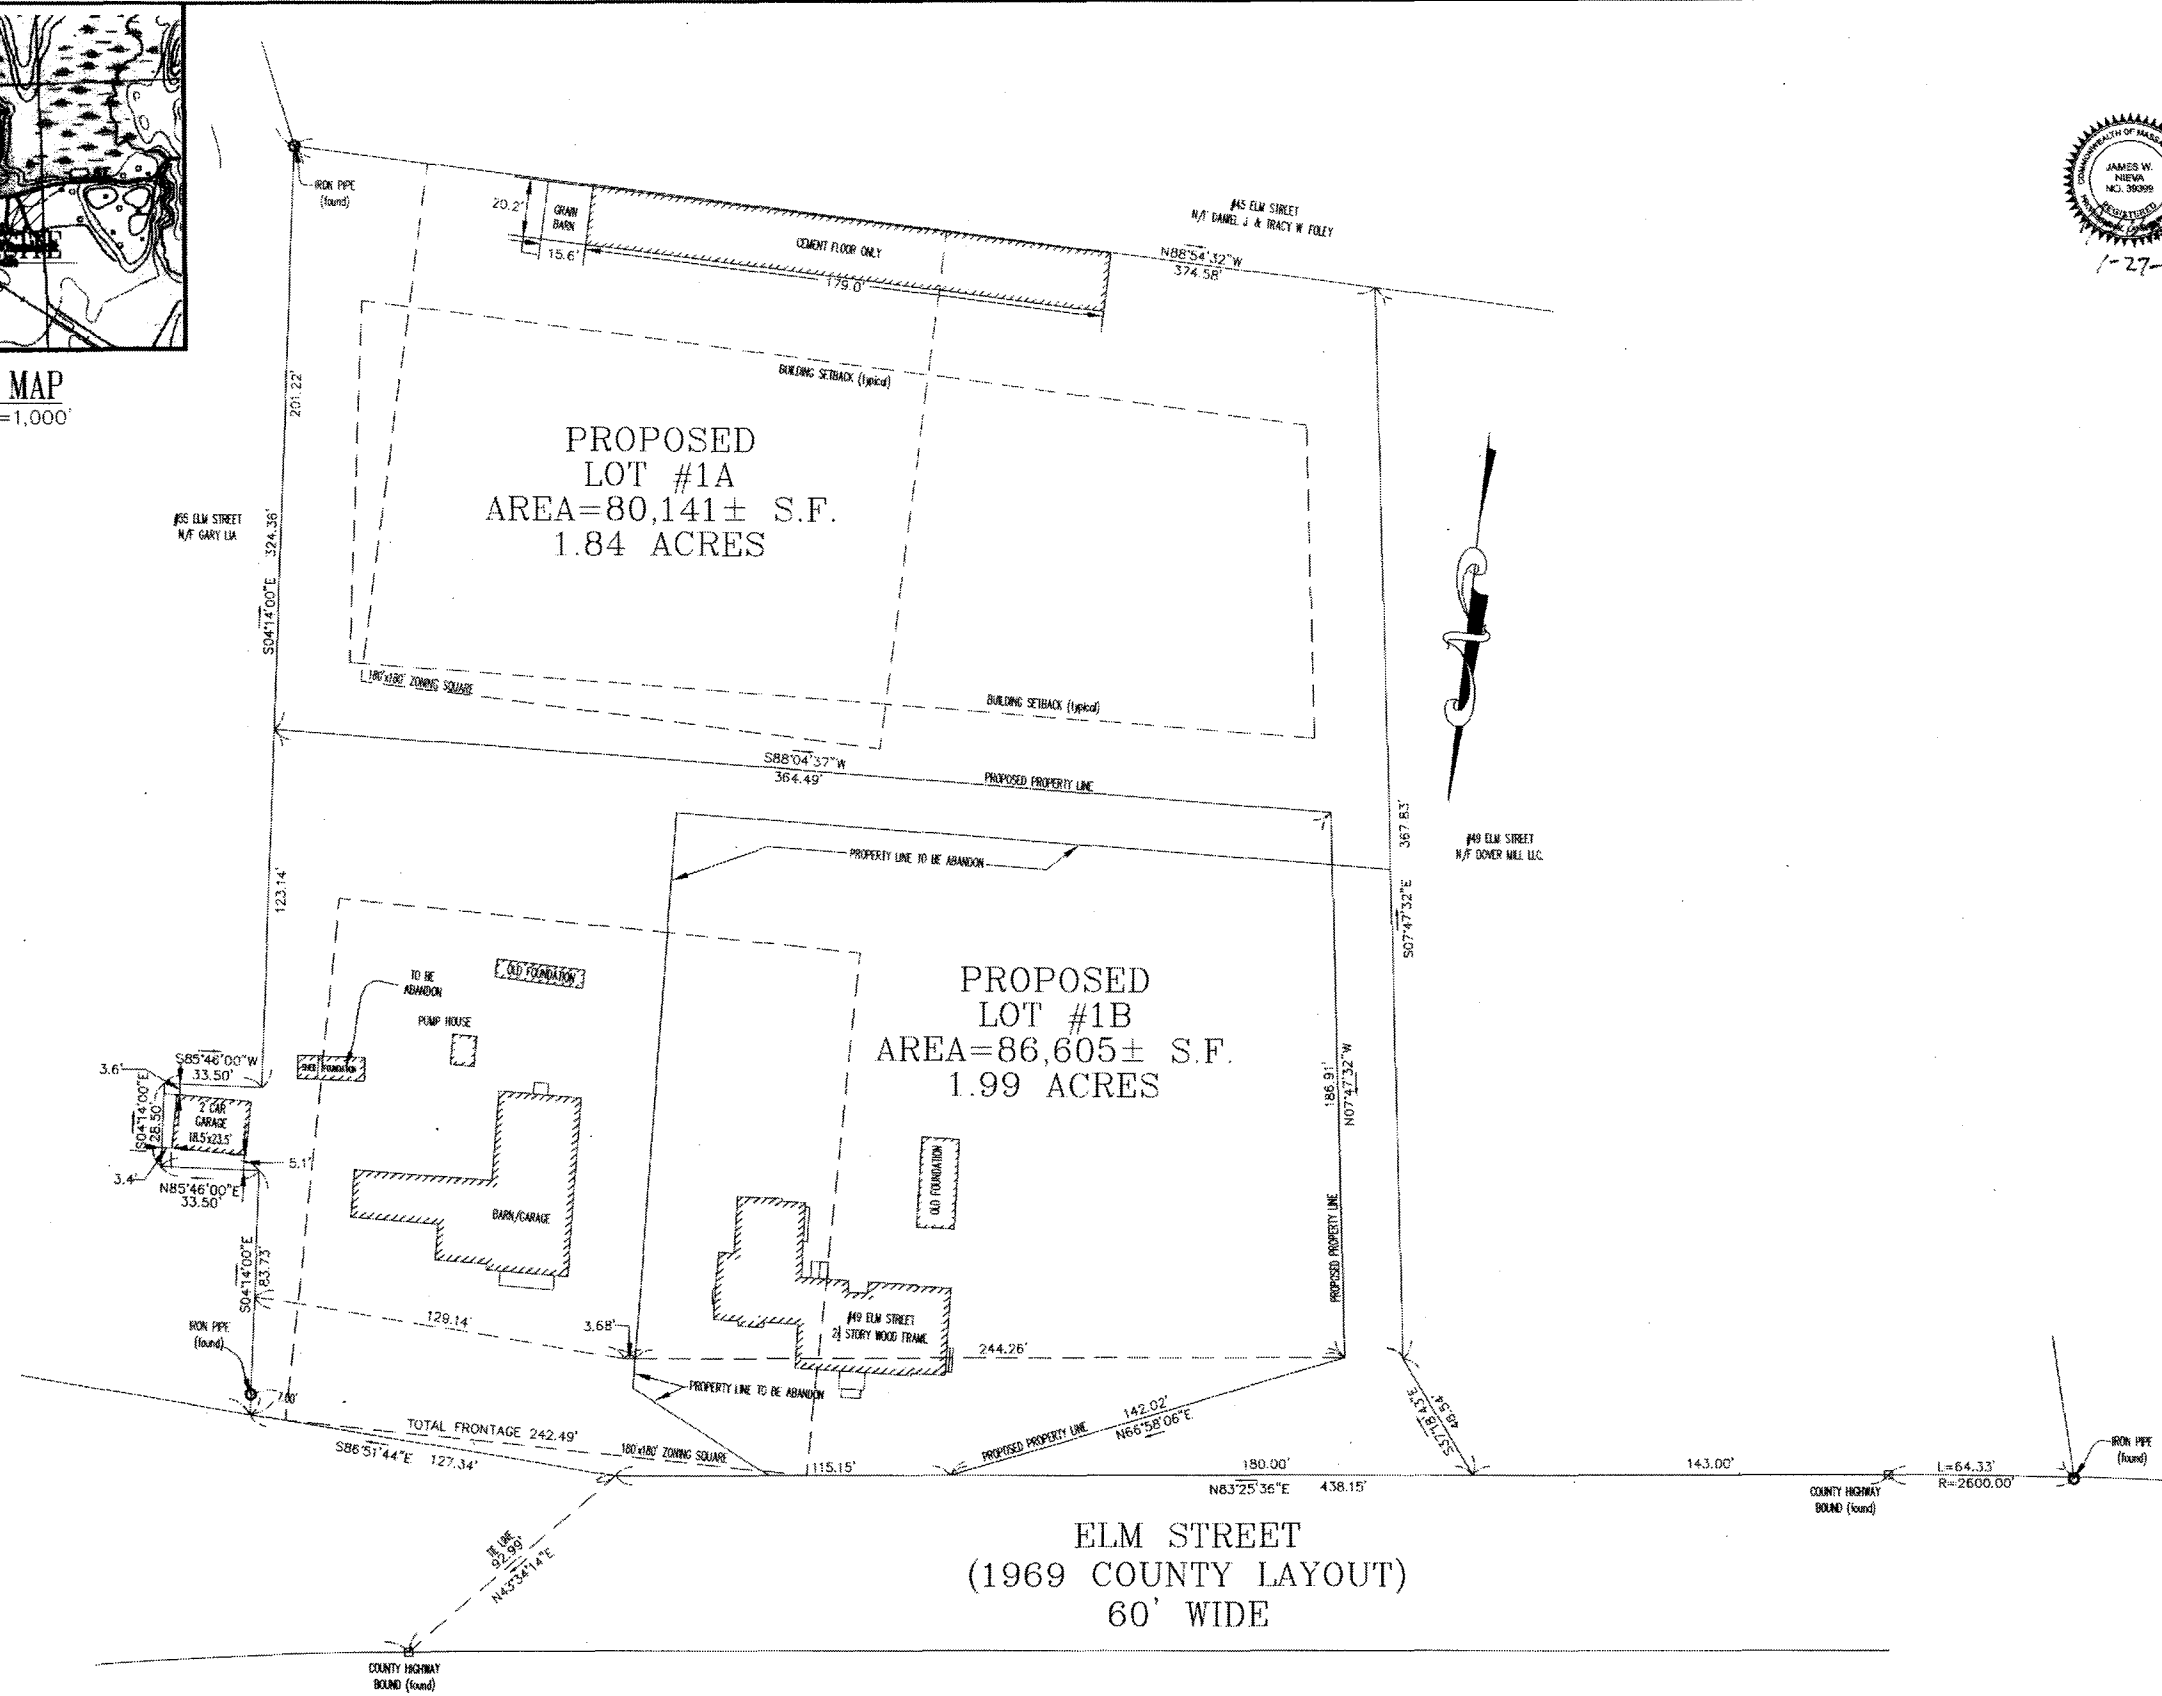 MAP
=1,000'
IRON PIPE
(found)
20.2'
GRAIN
BARN
15.6'
CEMENT FLOOR ONLY
179.0'
#45 ELM STREET
N/F DANIEL J. & TRACY W. FOLEY
N88°54'32"W
374.58'
JAMES W.
NIEVA
NO. 39399
REGISTERED
1-27-
201.22'
BUILDING SETBACK (typical)
PROPOSED
LOT #1A
AREA=80,141± S.F.
1.84 ACRES
#55 ELM STREET
N/F GARY LIA
S04°14'00"E 324.36'
180'x180' ZONING SQUARE
BUILDING SETBACK (typical)
S88°04'37"W
364.49'
PROPOSED PROPERTY LINE
S07°47'32"E 367.83'
#49 ELM STREET
N/F DOVER MILL LLC.
PROPERTY LINE TO BE ABANDON
123.14'
TO BE
ABANDON
OLD FOUNDATION
PUMP HOUSE
PROPOSED
LOT #1B
AREA=86,605± S.F.
1.99 ACRES
186.91'
N07°47'32"W
S85°46'00"W
33.50'
3.6'
S04°14'00"E
28.50'
2 CAR
GARAGE
18.5'x23.5'
SHED FOUNDATION
5.1'
3.4'
N85°46'00"E
33.50'
BARN/GARAGE
OLD FOUNDATION
PROPOSED PROPERTY LINE
S04°14'00"E
83.73'
IRON PIPE
(found)
129.14'
3.68'
#49 ELM STREET
2½ STORY WOOD FRAME
244.26'
PROPERTY LINE TO BE ABANDON
7.00'
TOTAL FRONTAGE 242.49'
S86°51'44"E 127.34'
180'x180' ZONING SQUARE
115.15'
PROPOSED PROPERTY LINE
142.02'
N66°58'06"E
S37°18'43"E
46.54'
180.00'
N83°25'36"E 438.15'
143.00'
COUNTY HIGHWAY
BOUND (found)
L=64.33'
R=2600.00'
IRON PIPE
(found)
TIE LINE
92.99'
N43°34'14"E
ELM STREET
(1969 COUNTY LAYOUT)
60' WIDE
COUNTY HIGHWAY
BOUND (found)